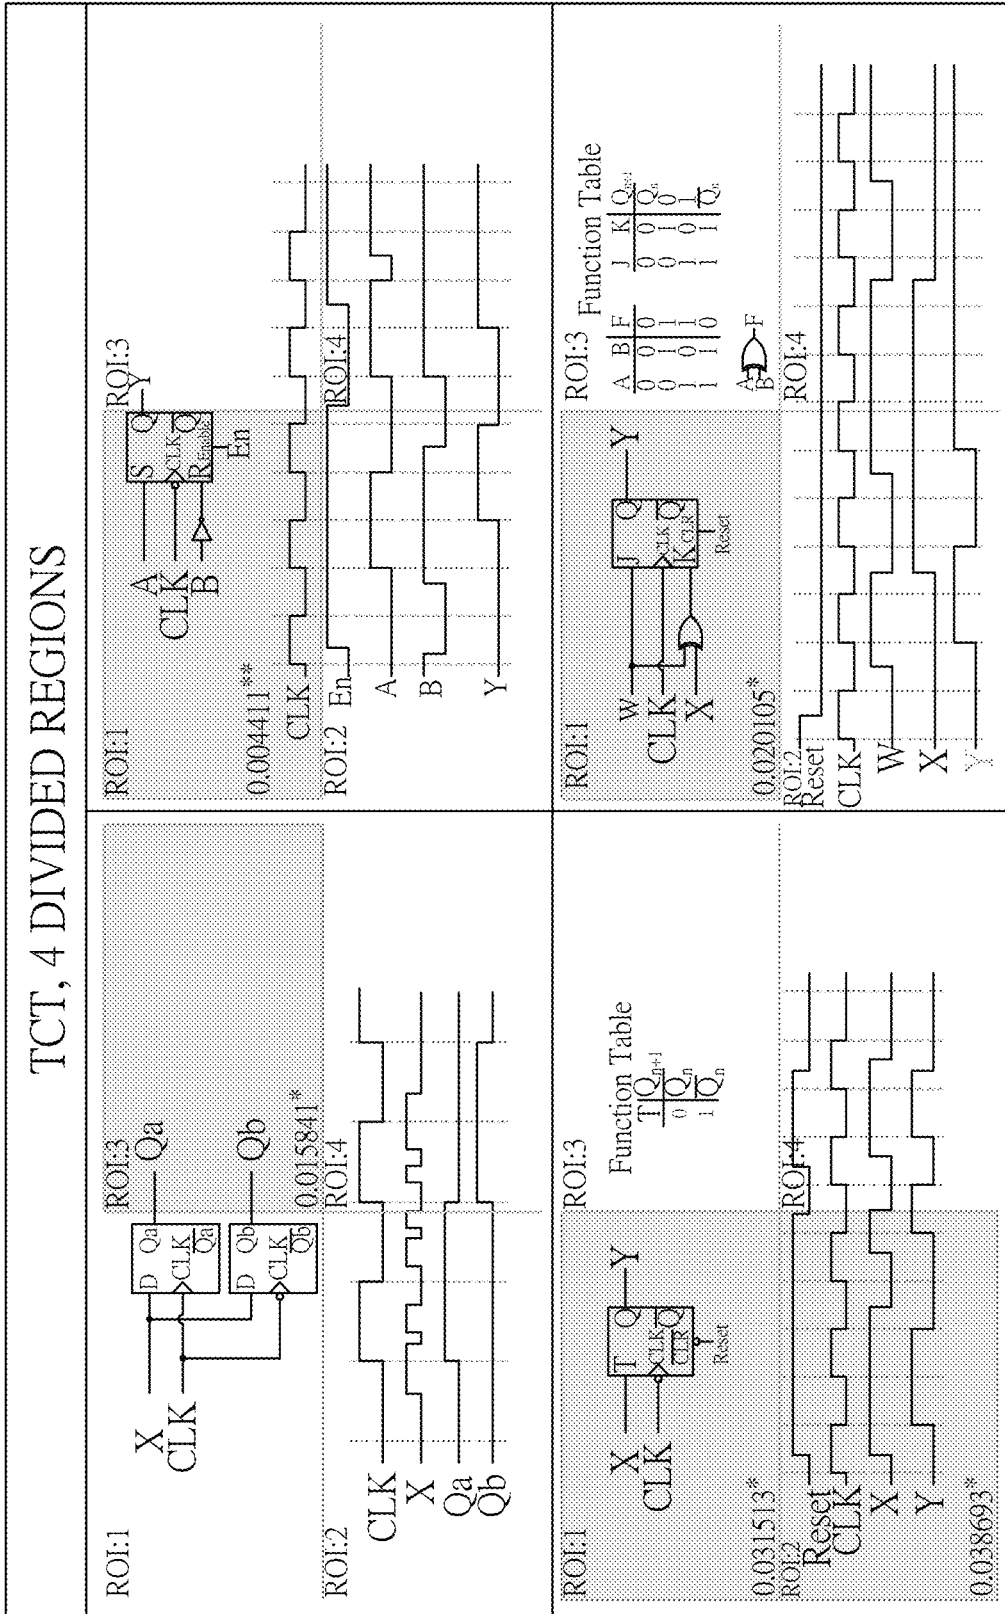 TCT, 4 DIVIDED REGIONS
ROI:1
ROI:3
X
CLK
D Qa
CLK
Qa
Qa
D Qb
CLK
Qb
Qb
0.015841*
ROI:2
ROI:4
CLK
X
Qa
Qb
ROI:1
ROI:3
A
CLK
B
S Q
CLK
R Q
Enable
Y
En
0.004411**
CLK
ROI:2
ROI:4
En
A
B
Y
ROI:1
ROI:3
X
CLK
T Q
CLK
CLR Q
Y
Reset
Function Table
T Qn+1
0 Qn
1 Qn
0.031513*
ROI:2
ROI:4
Reset
CLK
X
Y
0.038693*
ROI:1
ROI:3
W
CLK
X
J Q
CLK
K Q
CLR
Y
Reset
Function Table
A B F
0 0 0
0 1 1
1 0 1
1 1 0
J K Qn+1
0 0 Qn
0 1 0
1 0 1
1 1 Qn
A
B
F
0.020105*
ROI:2
ROI:4
Reset
CLK
W
X
Y